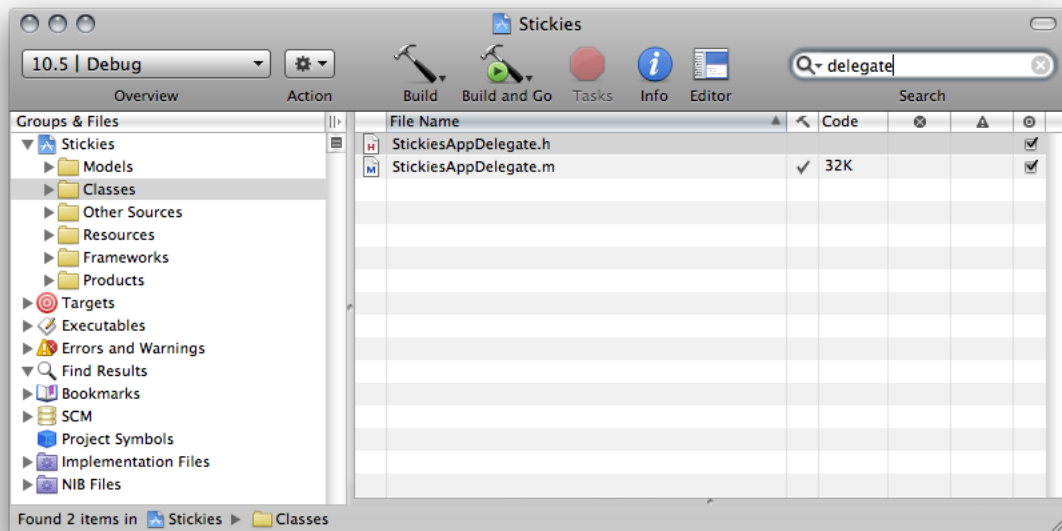 Stickies
10.5 | Debug
delegate
Overview Action Build Build and Go Tasks Info Editor Search
Groups & Files
File Name Code
Stickies
StickiesAppDelegate.h
Models
StickiesAppDelegate.m 32K
Classes
Other Sources
Resources
Frameworks
Products
Targets
Executables
Errors and Warnings
Find Results
Bookmarks
SCM
Project Symbols
Implementation Files
NIB Files
Found 2 items in Stickies Classes